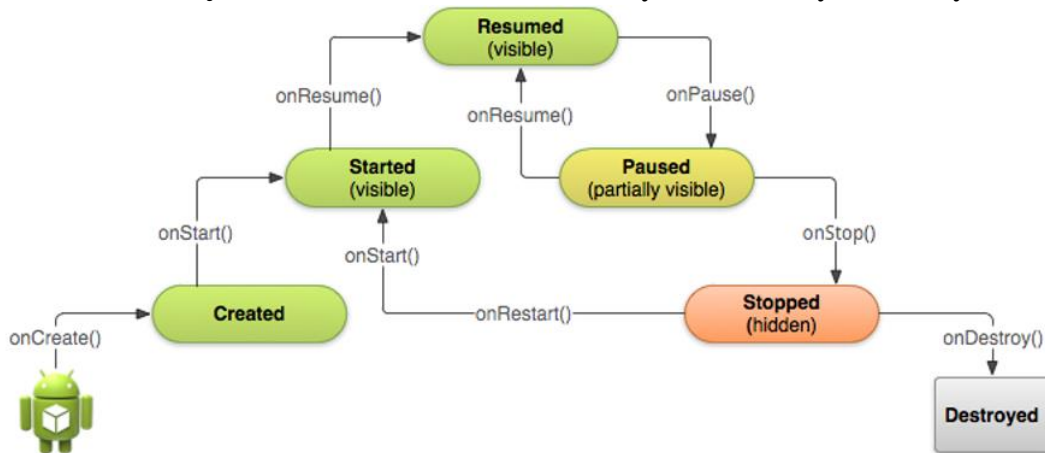 Resumed
(visible)
onResume()
onResume()
onPause()
Started
(visible)
Paused
(partially visible)
onStart()
onStart()
onStop()
Created
onRestart()
Stopped
(hidden)
onCreate()
onDestroy()
Destroyed